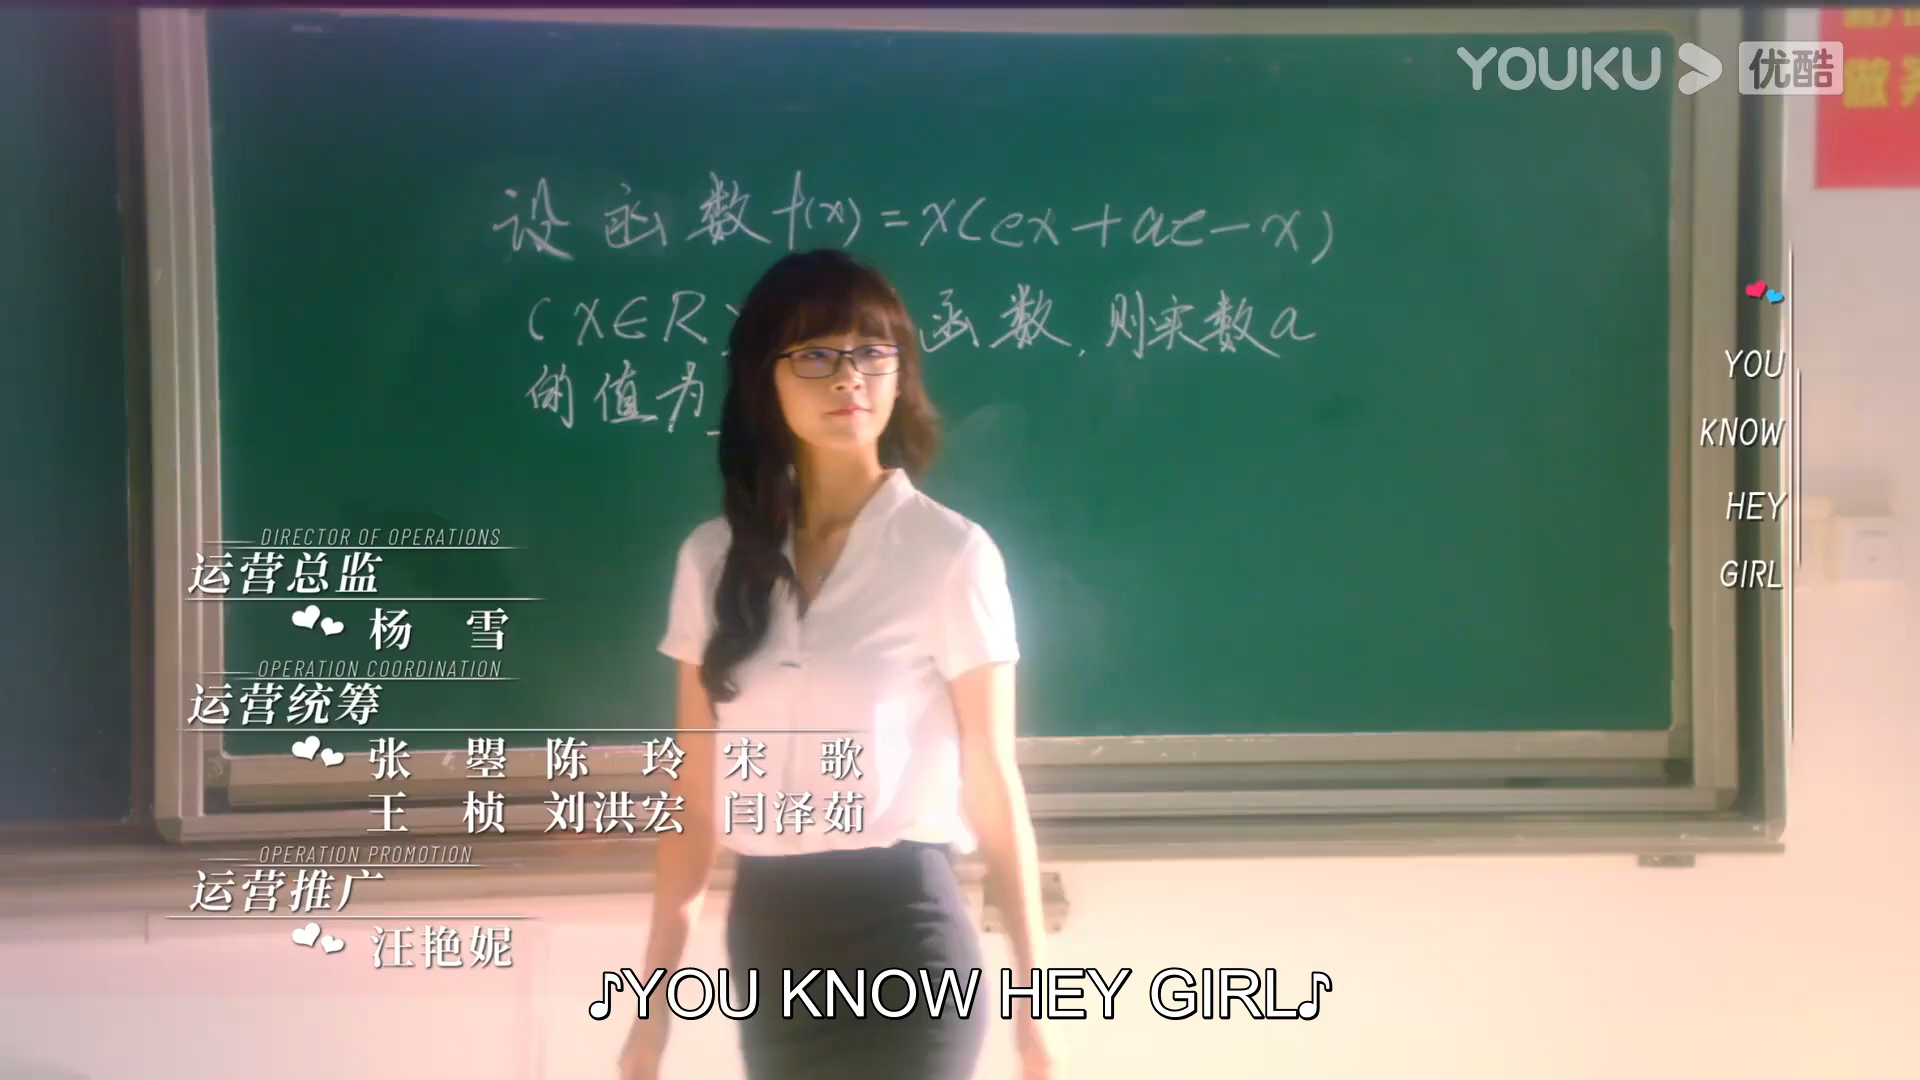 YOUKU 优酷
做
设函数f(x)=x(ex+ae-x)
(x∈R) 函数,则实数a
的值为
YOU
KNOW
HEY
GIRL
DIRECTOR OF OPERATIONS
运营总监
杨 雪
OPERATION COORDINATION
运营统筹
张 曌 陈 玲 宋 歌
王 桢 刘洪宏 闫泽茹
OPERATION PROMOTION
运营推广
汪艳妮
♪YOU KNOW HEY GIRL♪